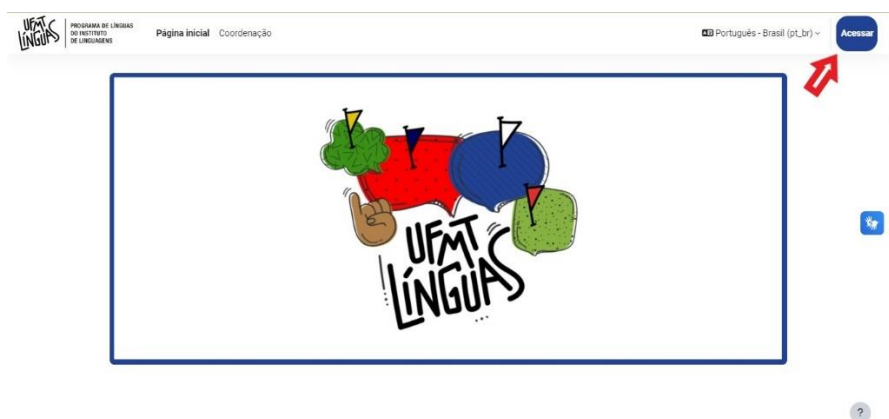 UFMT
LÍNGUAS
PROGRAMA DE LÍNGUAS
DO INSTITUTO
DE LINGUAGENS
Página inicial Coordenação
Português - Brasil (pt_br)
Acessar
UFMT
LÍNGUAS
...
?